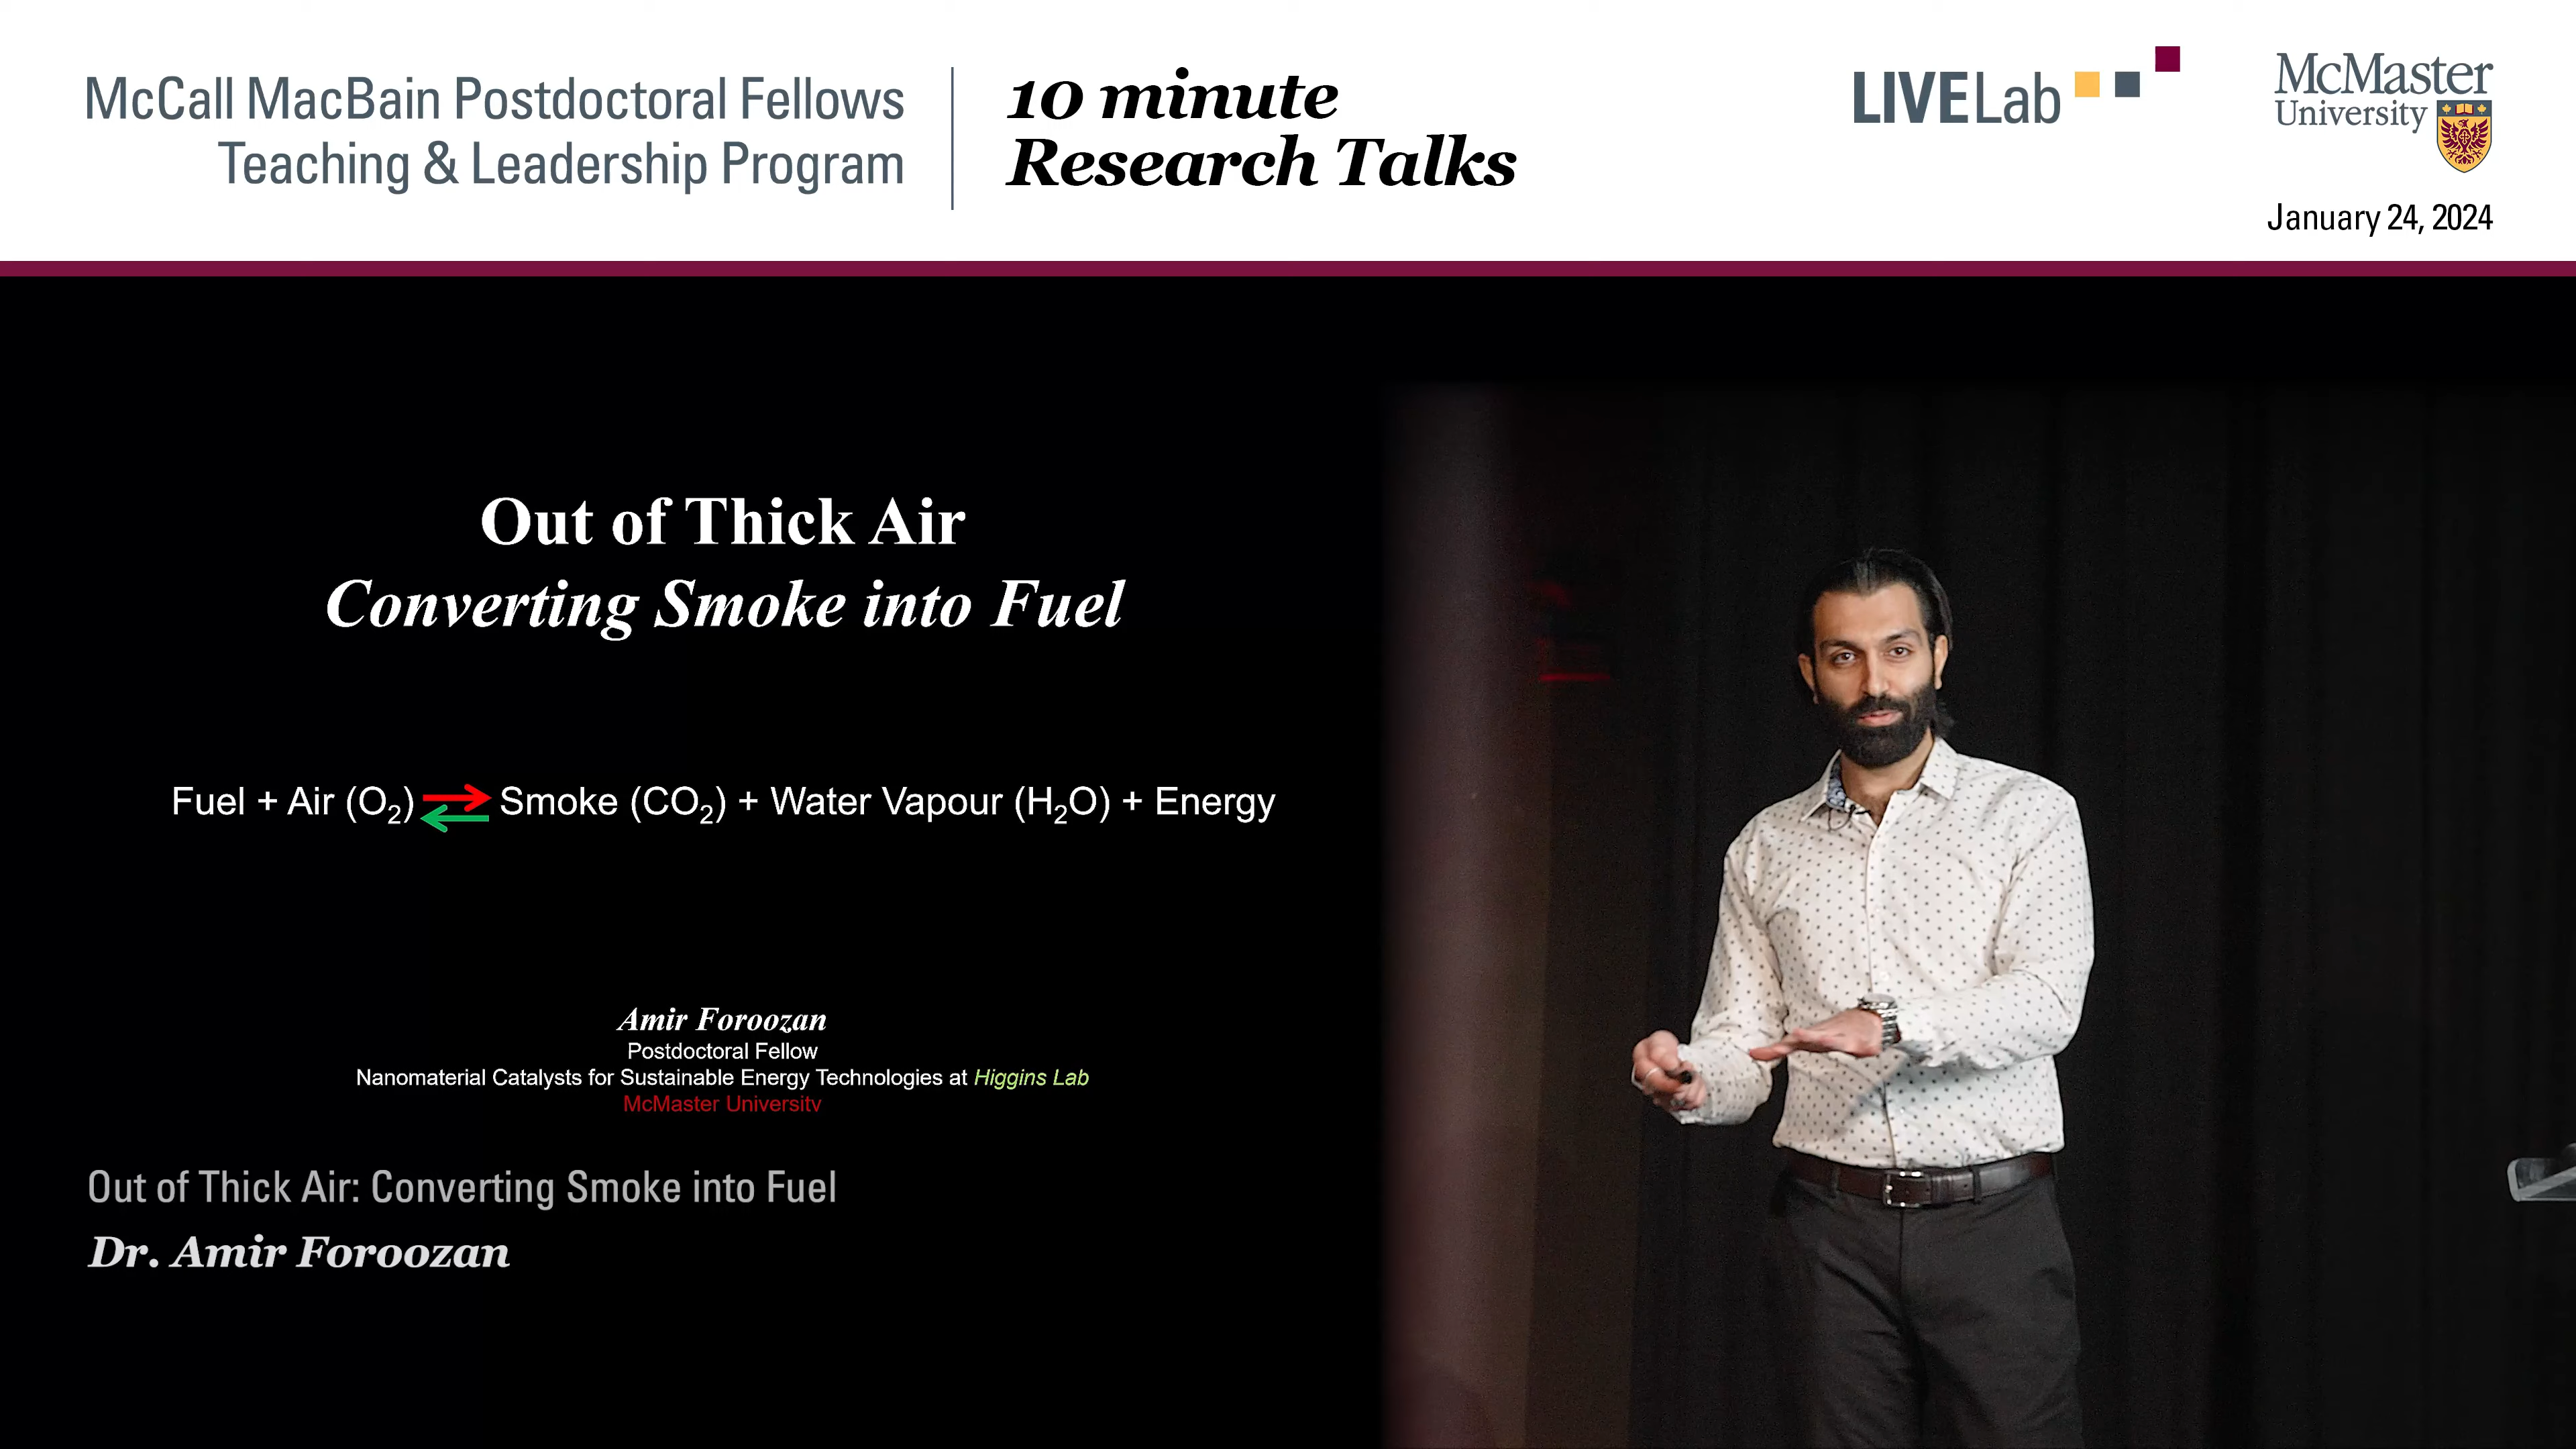 McCall MacBain Postdoctoral Fellows
Teaching & Leadership Program
10 minute
Research Talks
LIVELab
McMaster
University
January 24, 2024
Out of Thick Air
Converting Smoke into Fuel
Fuel + Air (O₂) ⇄ Smoke (CO₂) + Water Vapour (H₂O) + Energy
Amir Foroozan
Postdoctoral Fellow
Nanomaterial Catalysts for Sustainable Energy Technologies at Higgins Lab
McMaster University
Out of Thick Air: Converting Smoke into Fuel
Dr. Amir Foroozan